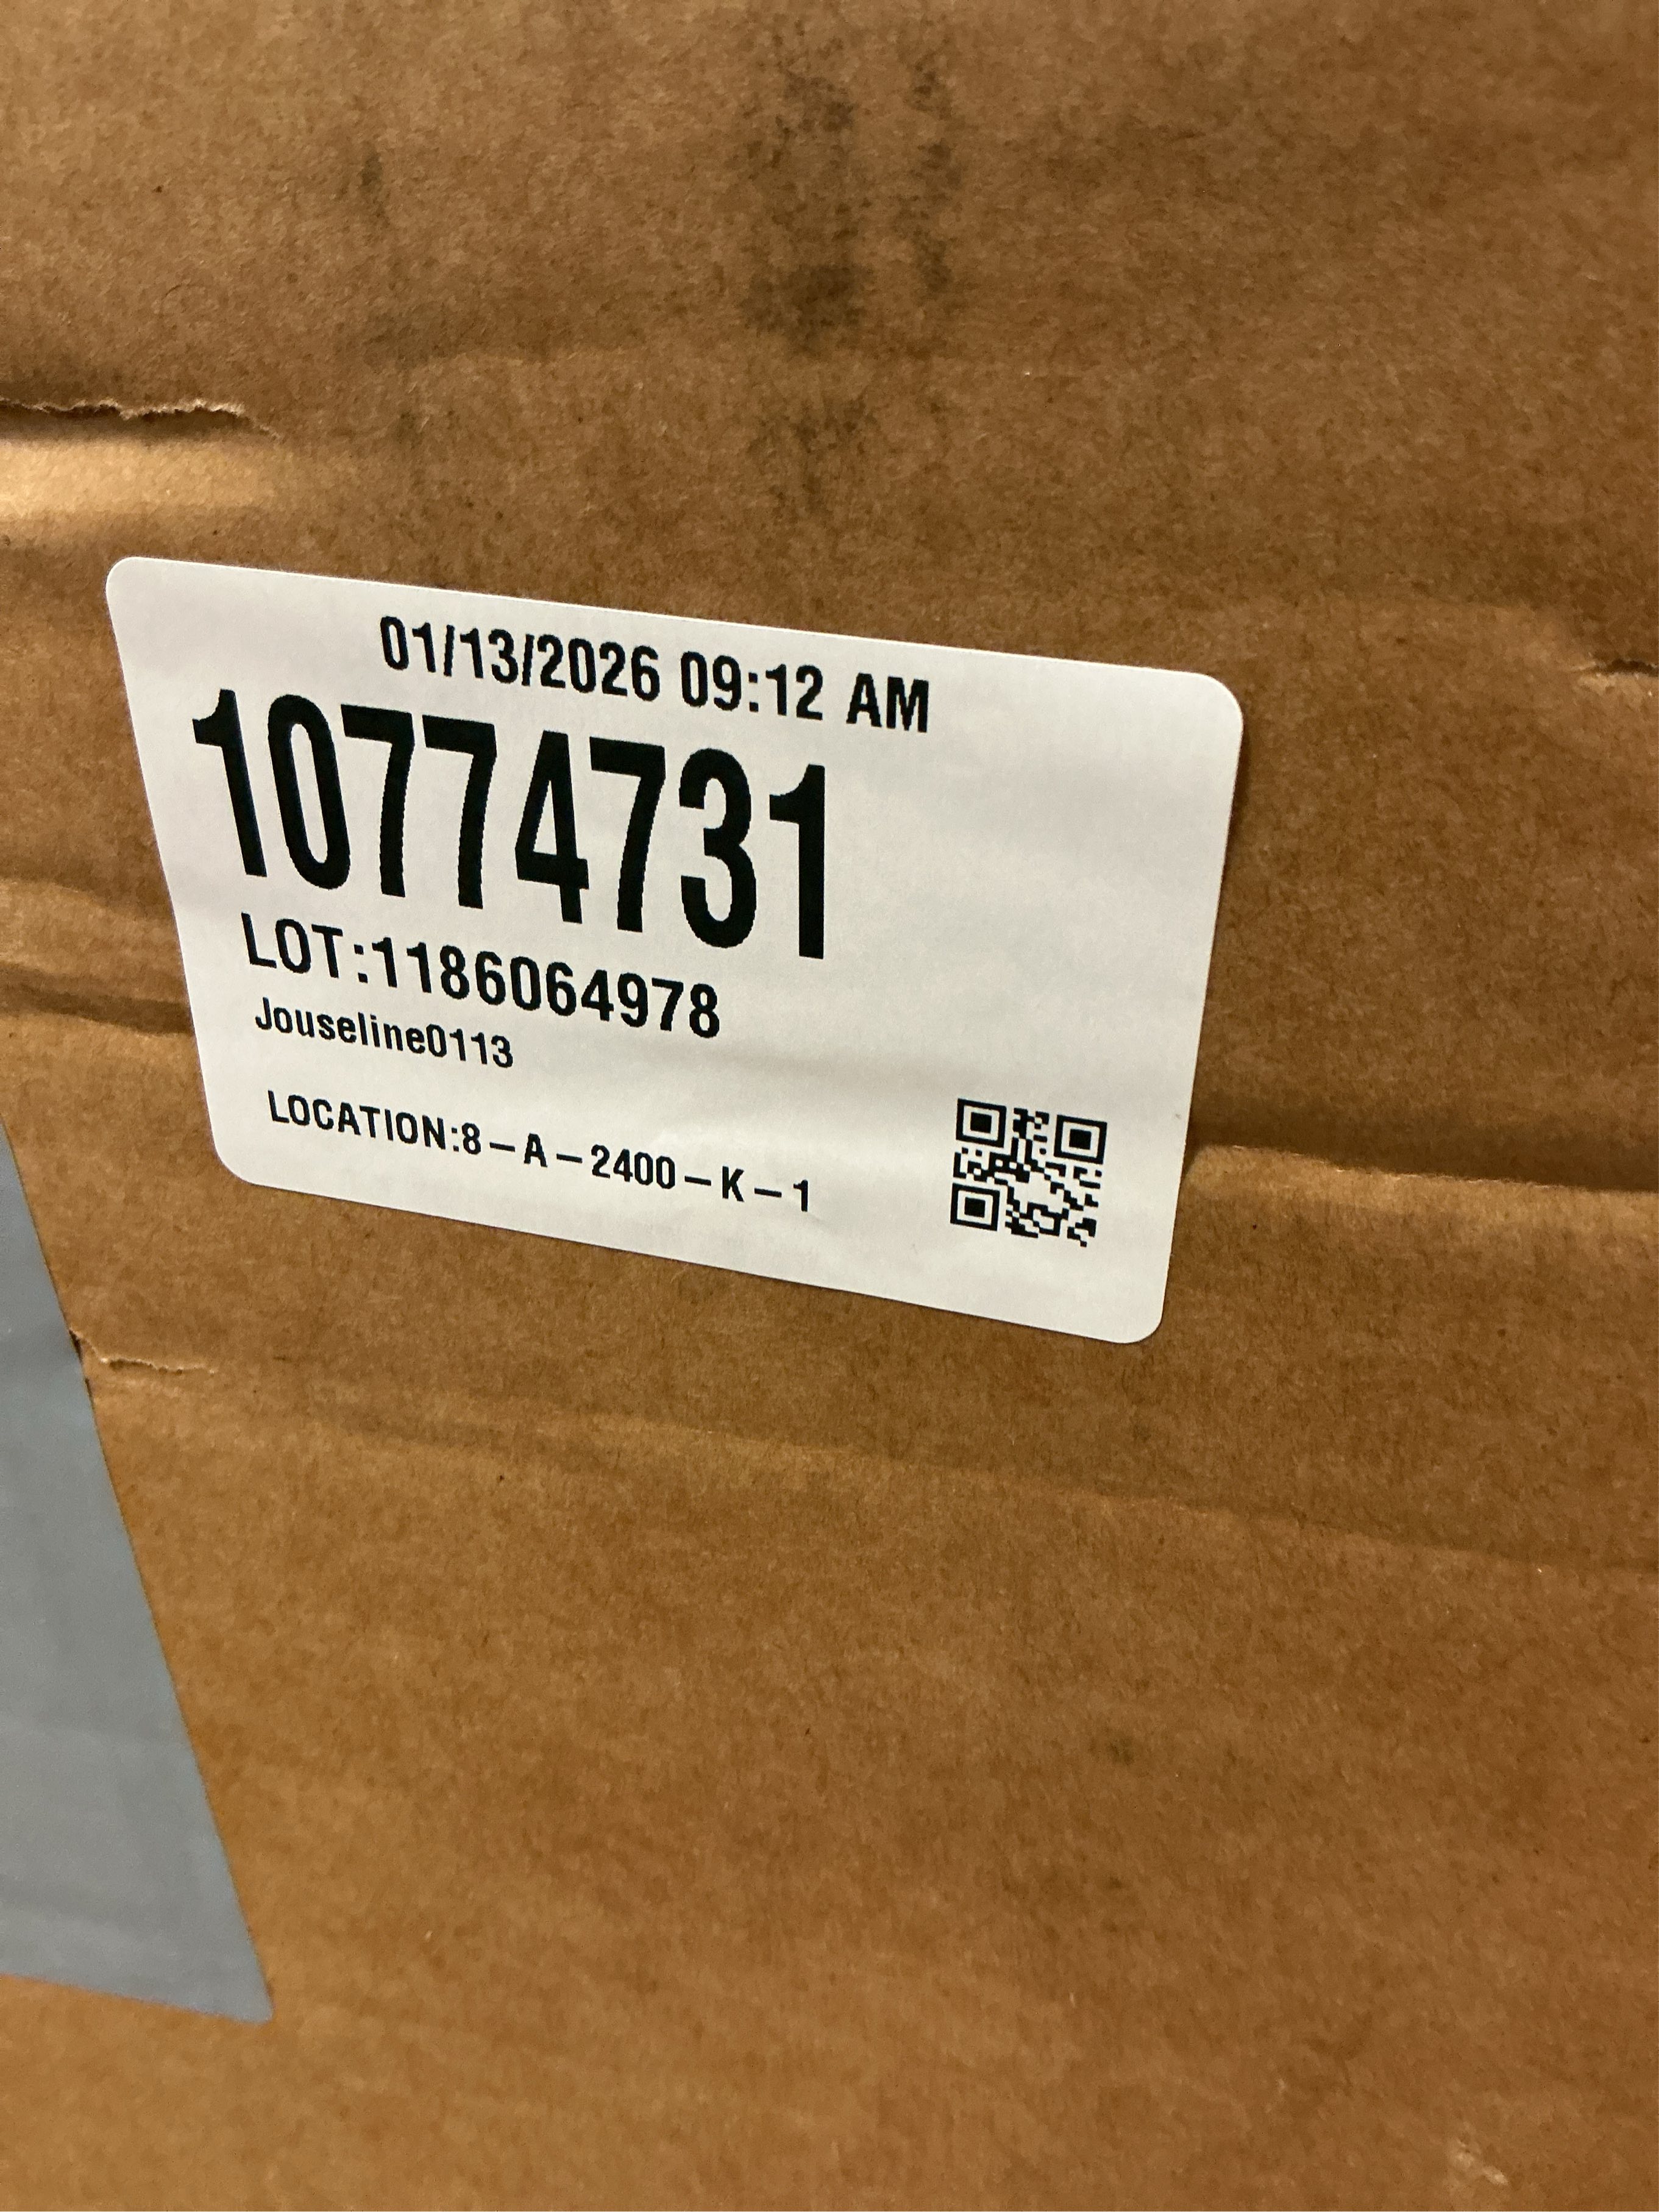 01/13/2026 09:12 AM
10774731
LOT:1186064978
Jouseline0113
LOCATION:8-A-2400-K-1